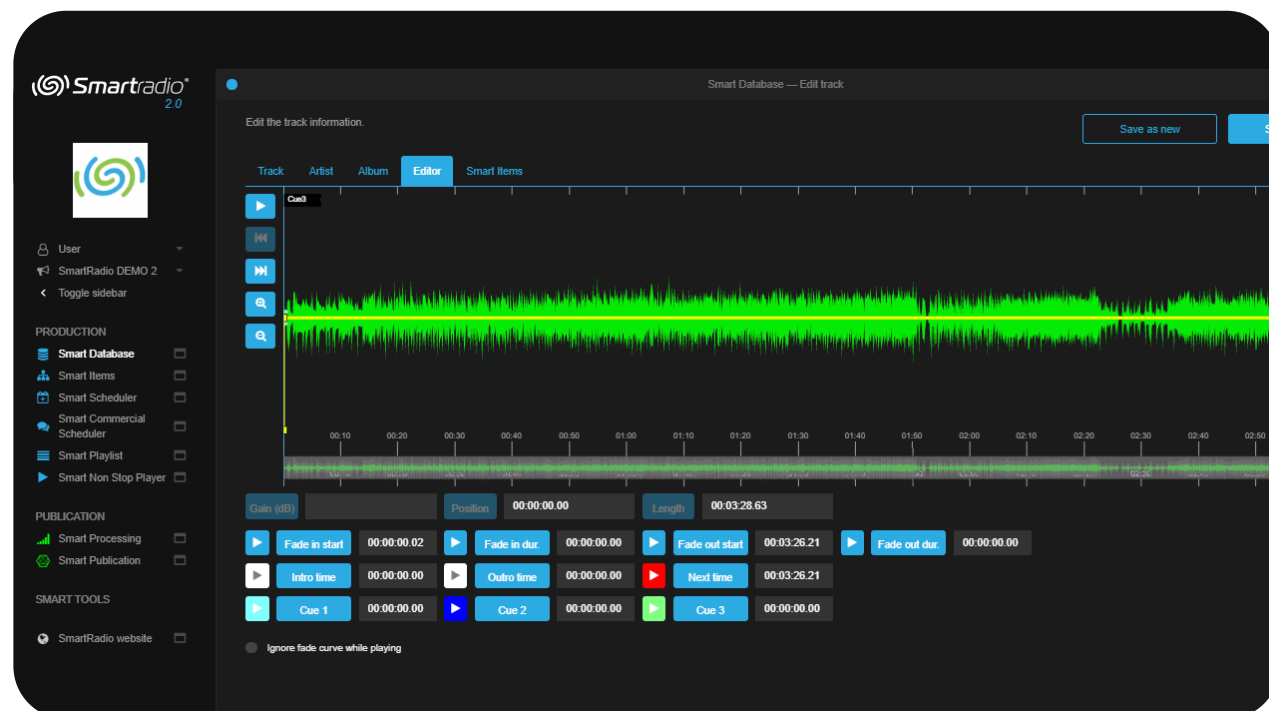 Smartradio®
2.0
Smart Database — Edit track
Edit the track information.
Save as new
S
Track Artist Album Editor Smart Items
Cue3
User
SmartRadio DEMO 2
Toggle sidebar
PRODUCTION
Smart Database
Smart Items
Smart Scheduler
Smart Commercial
Scheduler
Smart Playlist
Smart Non Stop Player
PUBLICATION
Smart Processing
Smart Publication
SMART TOOLS
SmartRadio website
00:10 00:20 00:30 00:40 00:50 01:00 01:10 01:20 01:30 01:40 01:50 02:00 02:10 02:20 02:30 02:40 02:50
Gain (dB) Position 00:00:00.00 Length 00:03:28.63
Fade in start 00:00:00.02 Fade in dur. 00:00:00.00 Fade out start 00:03:26.21 Fade out dur. 00:00:00.00
Intro time 00:00:00.00 Outro time 00:00:00.00 Next time 00:03:26.21
Cue 1 00:00:00.00 Cue 2 00:00:00.00 Cue 3 00:00:00.00
Ignore fade curve while playing